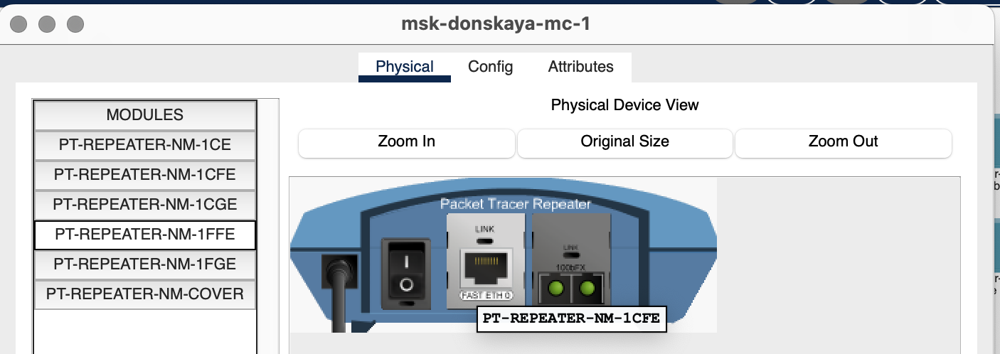 msk-donskaya-mc-1
Physical Config Attributes
MODULES
PT-REPEATER-NM-1CE
PT-REPEATER-NM-1CFE
PT-REPEATER-NM-1CGE
PT-REPEATER-NM-1FFE
PT-REPEATER-NM-1FGE
PT-REPEATER-NM-COVER
Physical Device View
Zoom In Original Size Zoom Out
Packet Tracer Repeater
LINK
FAST ETH 0
LINK
100bFX
PT-REPEATER-NM-1CFE